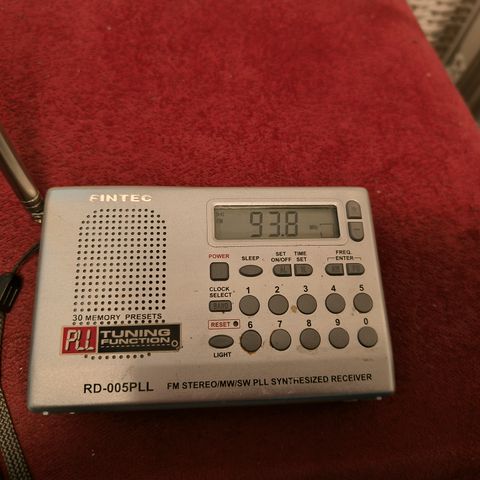 FINTEC
93.8
POWER
SLEEP
SET ON/OFF
TIME SET
FREQ. ENTER
CLOCK SELECT
1 2 3 4 5
30 MEMORY PRESETS
BAND
PLL TUNING FUNCTION
RESET
6 7 8 9 0
LIGHT
RD-005PLL FM STEREO/MW/SW PLL SYNTHESIZED RECEIVER